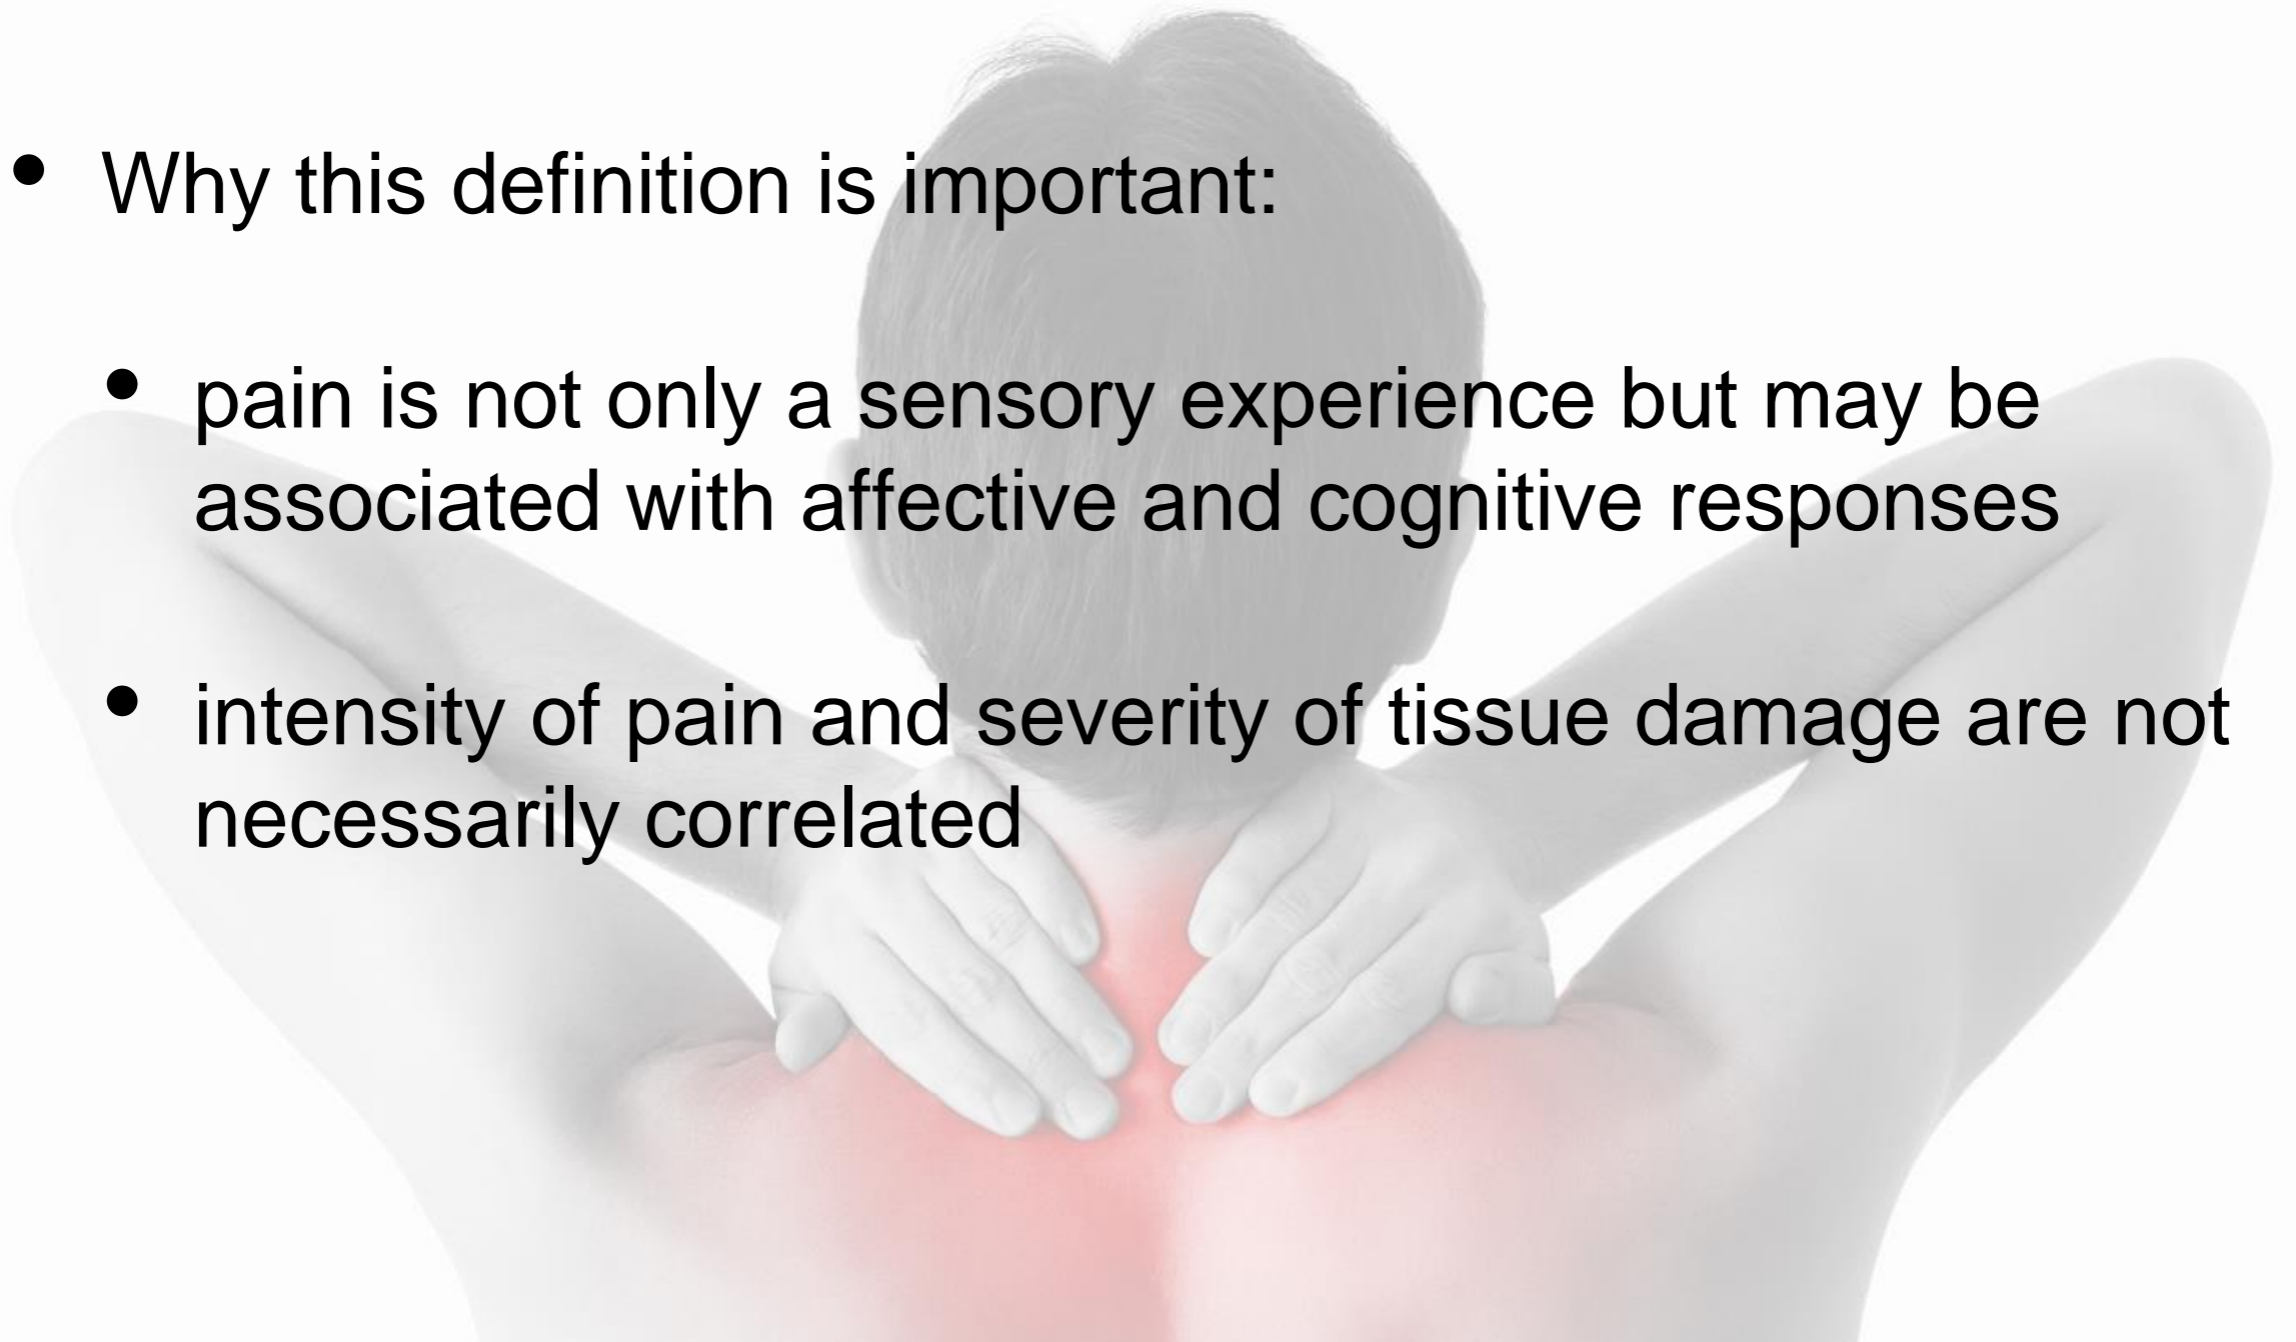 • Why this definition is important:
• pain is not only a sensory experience but may be
associated with affective and cognitive responses
• intensity of pain and severity of tissue damage are not
necessarily correlated